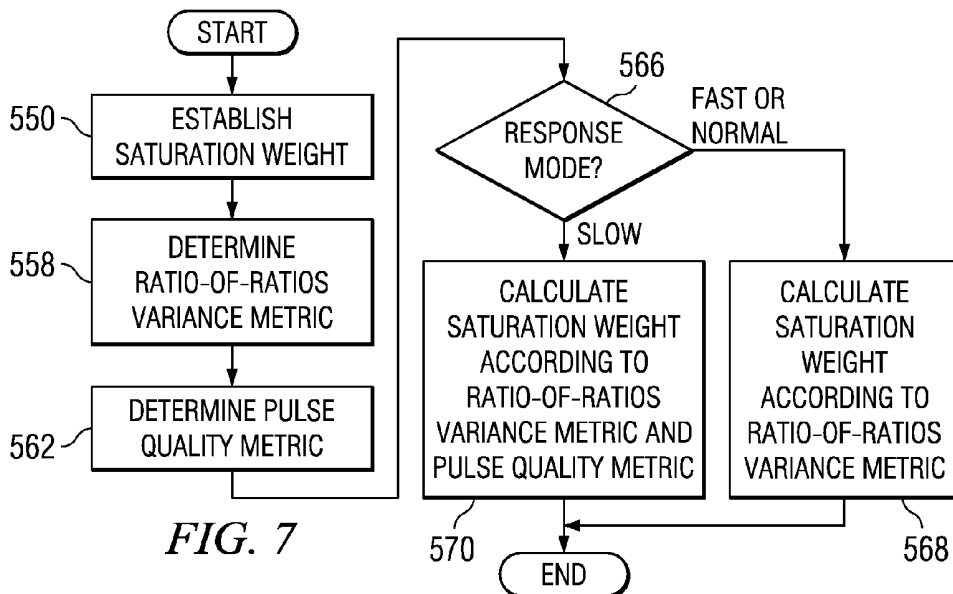 START
550
ESTABLISH
SATURATION WEIGHT
558
DETERMINE
RATIO-OF-RATIOS
VARIANCE METRIC
562
DETERMINE PULSE
QUALITY METRIC
566
RESPONSE
MODE?
FAST OR
NORMAL
SLOW
CALCULATE
SATURATION WEIGHT
ACCORDING TO
RATIO-OF-RATIOS
VARIANCE METRIC AND
PULSE QUALITY METRIC
570
CALCULATE
SATURATION
WEIGHT
ACCORDING TO
RATIO-OF-RATIOS
VARIANCE METRIC
568
END
FIG. 7